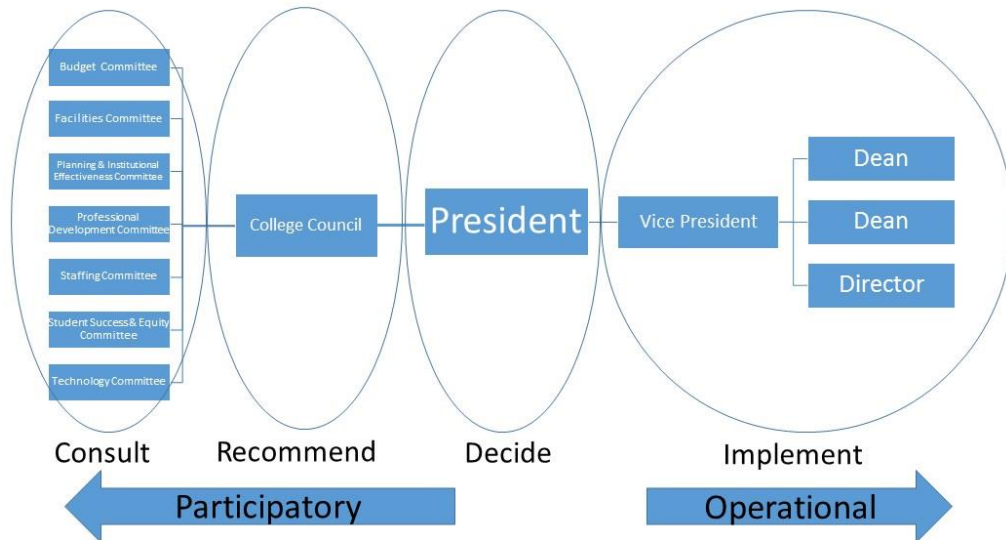 Budget Committee
Facilities Committee
Planning & Institutional
Effectiveness Committee
Professional
Development Committee
Staffing Committee
Student Success & Equity
Committee
Technology Committee
College Council
President
Vice President
Dean
Dean
Director
Consult
Recommend
Decide
Implement
Participatory
Operational